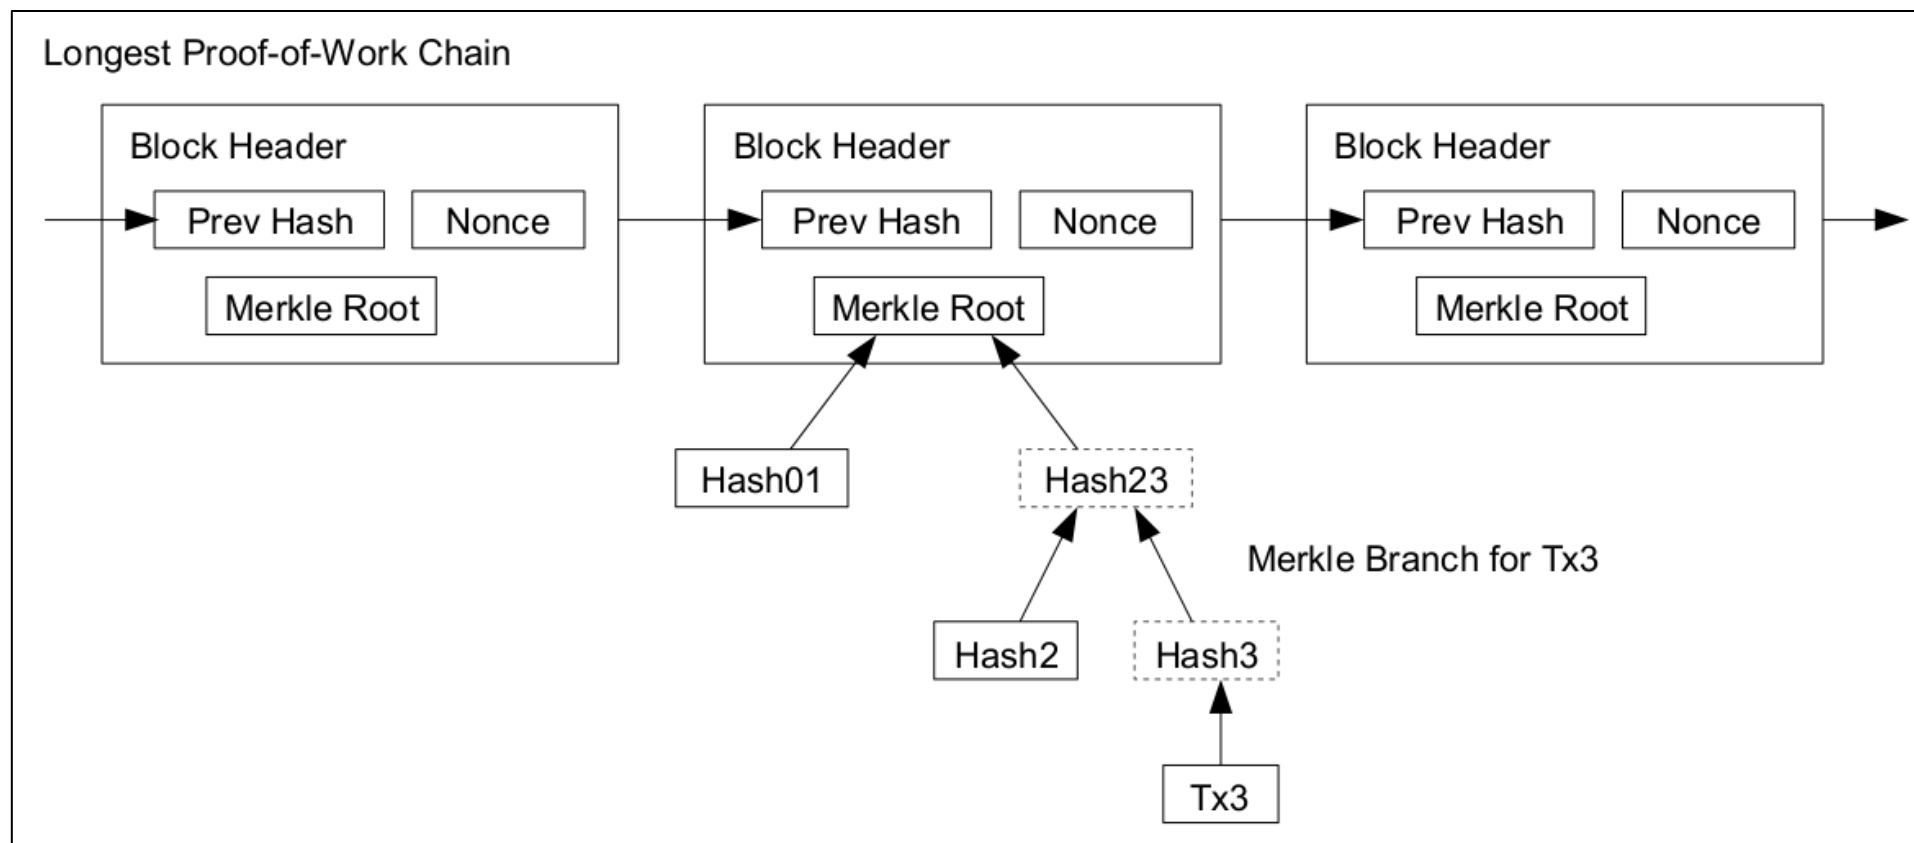 Longest Proof-of-Work Chain
Block Header
Prev Hash
Nonce
Merkle Root
Block Header
Prev Hash
Nonce
Merkle Root
Block Header
Prev Hash
Nonce
Merkle Root
Hash01
Hash23
Merkle Branch for Tx3
Hash2
Hash3
Tx3